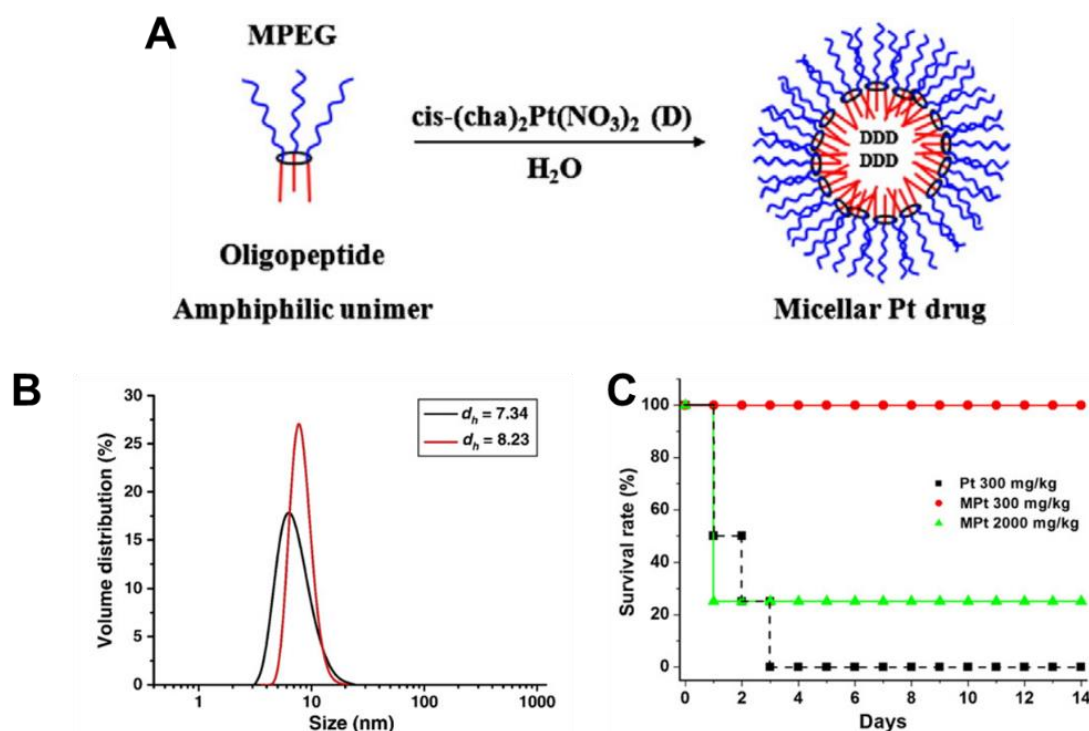 A
MPEG
cis-(cha)₂Pt(NO₃)₂ (D)
H₂O
DDD
DDD
Oligopeptide
Amphiphilic unimer
Micellar Pt drug
B
Volume distribution (%)
30
25
20
15
10
5
0
1
10
100
1000
Size (nm)
dₕ = 7.34
dₕ = 8.23
C
Survival rate (%)
100
80
60
40
20
0
0
2
4
6
8
10
12
14
Days
Pt 300 mg/kg
MPt 300 mg/kg
MPt 2000 mg/kg